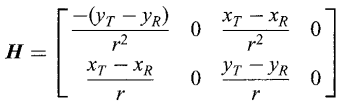 H = [ −(y_T − y_R)/r²  0  (x_T − x_R)/r²  0
(x_T − x_R)/r  0  (y_T − y_R)/r  0 ]